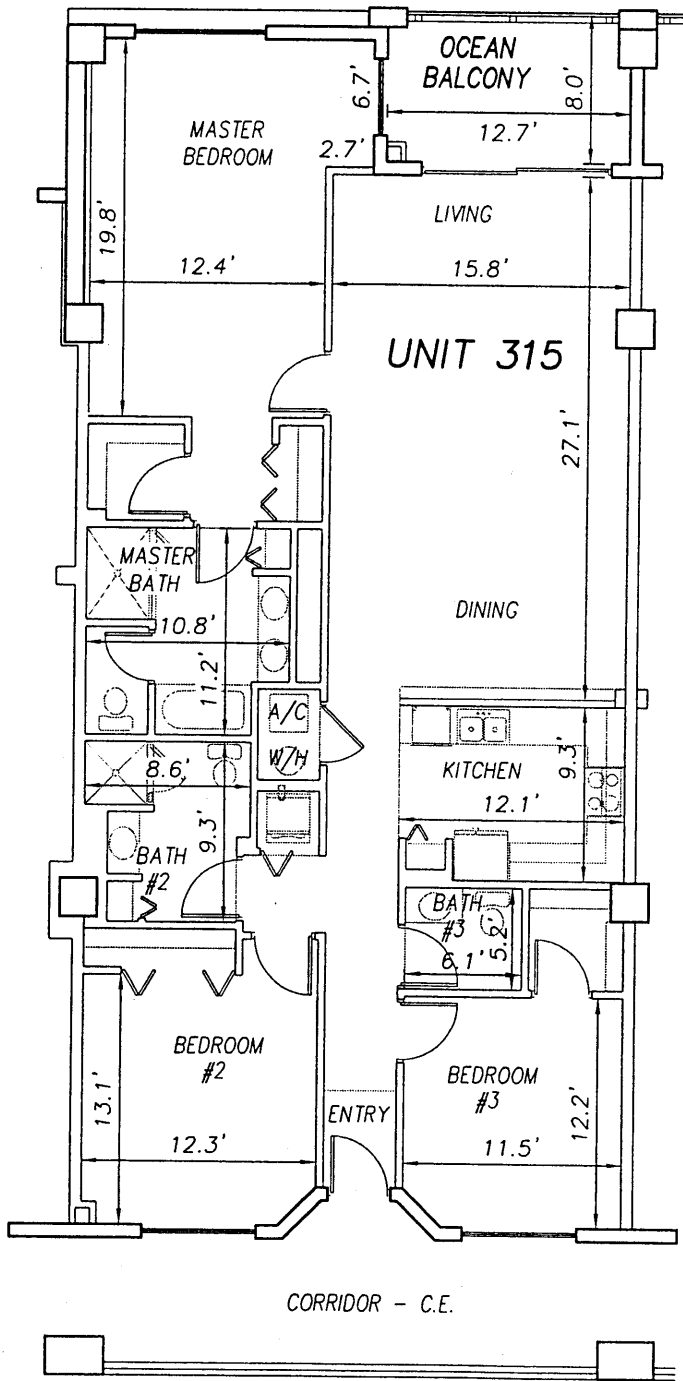 OCEAN
BALCONY
8.0'
6.7'
12.7'
MASTER
BEDROOM
2.7'
LIVING
19.8'
12.4'
15.8'
UNIT 315
27.1'
MASTER
BATH
DINING
10.8'
11.2'
A/C
W/H
KITCHEN
9.3'
8.6'
12.1'
9.3'
BATH
#2
BATH
#3
5.2'
6.1'
BEDROOM
#2
BEDROOM
#3
13.1'
ENTRY
12.2'
12.3'
11.5'
CORRIDOR - C.E.